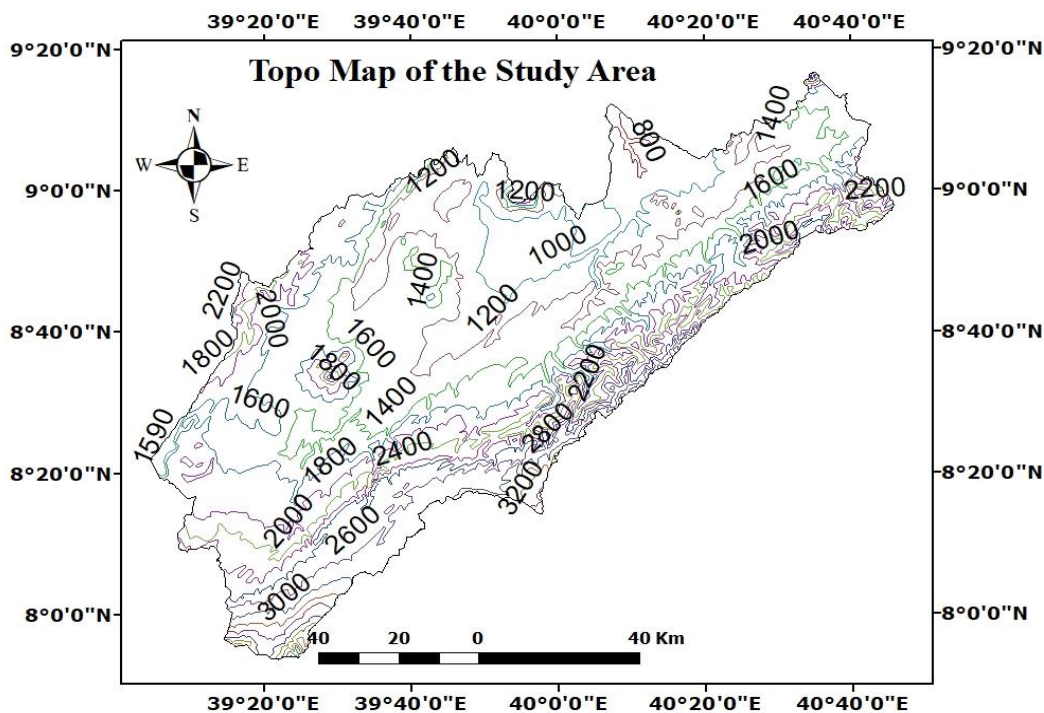 39°20'0"E 39°40'0"E 40°00'0"E 40°20'0"E 40°40'0"E
9°20'0"N 9°20'0"N
Topo Map of the Study Area
N
W E
S
1400
800
1200
1600
9°0'0"N 1200 2200 9°0'0"N
2000
1000
1400
2200
1200
2000
8°40'0"N 8°40'0"N
1600
1800
1800
2200
1600
1400
2800
1590
2400
1800
8°20'0"N 8°20'0"N
3200
2000
2600
3000
8°0'0"N 8°0'0"N
40 20 0 40 Km
39°20'0"E 39°40'0"E 40°0'0"E 40°20'0"E 40°40'0"E